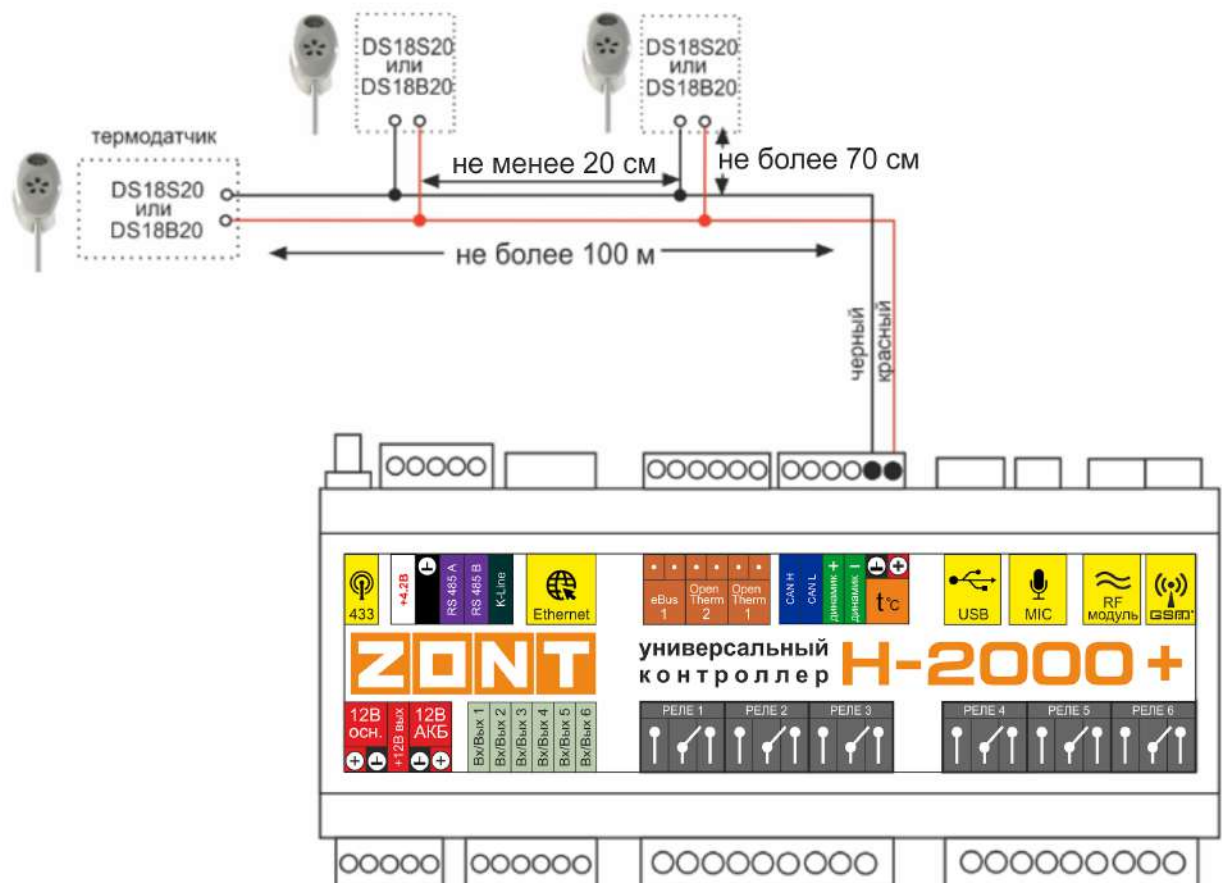 DS18S20
или
DS18B20
DS18S20
или
DS18B20
термодатчик
DS18S20
или
DS18B20
не менее 20 см
не более 70 см
не более 100 м
черный
красный
433
+4.2В
RS 485 A
RS 485 B
K-Line
Ethernet
eBus
1
Open
Therm
2
Open
Therm
1
CAN H
CAN L
динамик +
динамик –
t°C
USB
MIC
RF
модуль
GSM
ZONT
универсальный
контроллер
H-2000+
12В
осн.
+12В вых
12В
АКБ
Вх/Вых 1
Вх/Вых 2
Вх/Вых 3
Вх/Вых 4
Вх/Вых 5
Вх/Вых 6
РЕЛЕ 1
РЕЛЕ 2
РЕЛЕ 3
РЕЛЕ 4
РЕЛЕ 5
РЕЛЕ 6